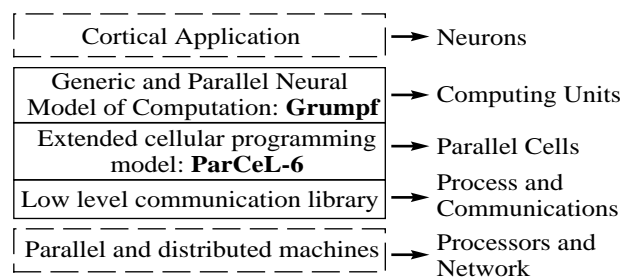 Cortical Application
Neurons
Generic and Parallel Neural
Model of Computation: Grumpf
Computing Units
Extended cellular programming
model: ParCeL-6
Parallel Cells
Low level communication library
Process and
Communications
Parallel and distributed machines
Processors and
Network